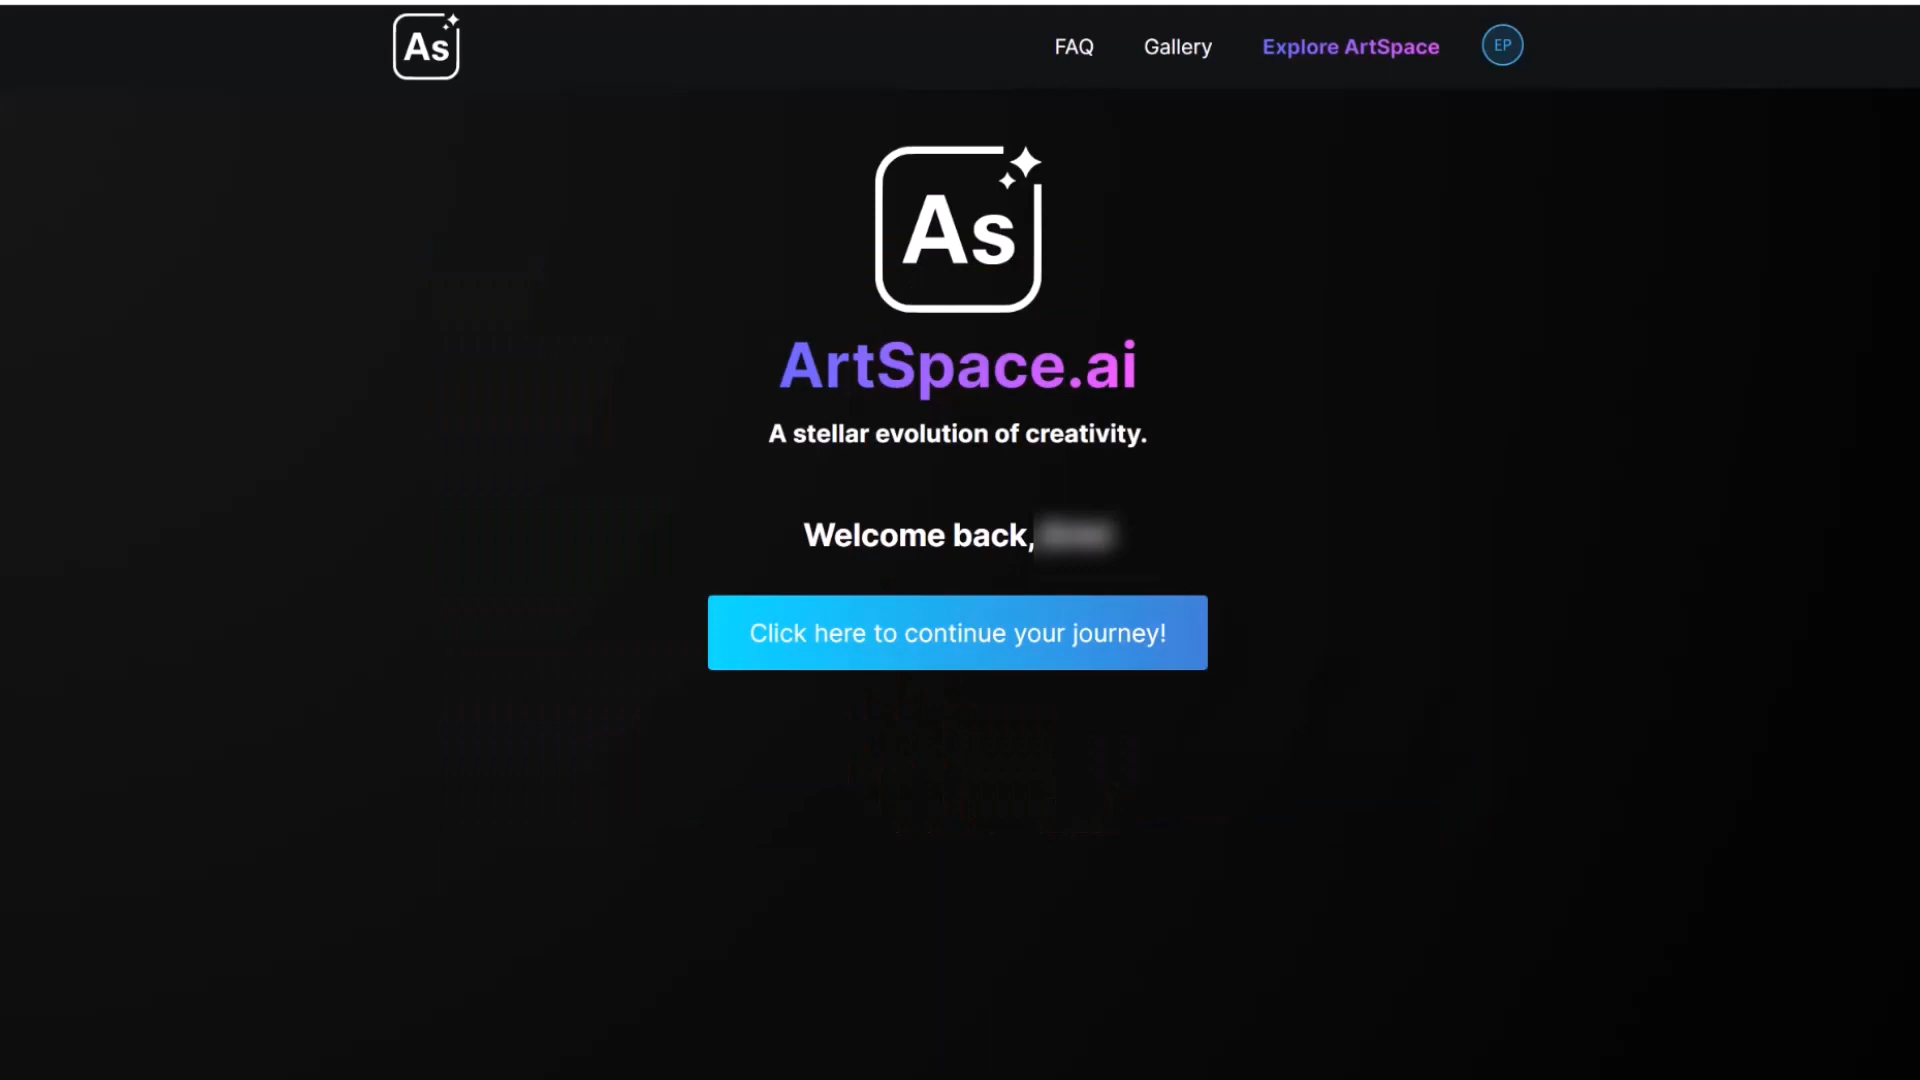 As
FAQ
Gallery
Explore ArtSpace
EP
As
ArtSpace.ai
A stellar evolution of creativity.
Welcome back,
Click here to continue your journey!